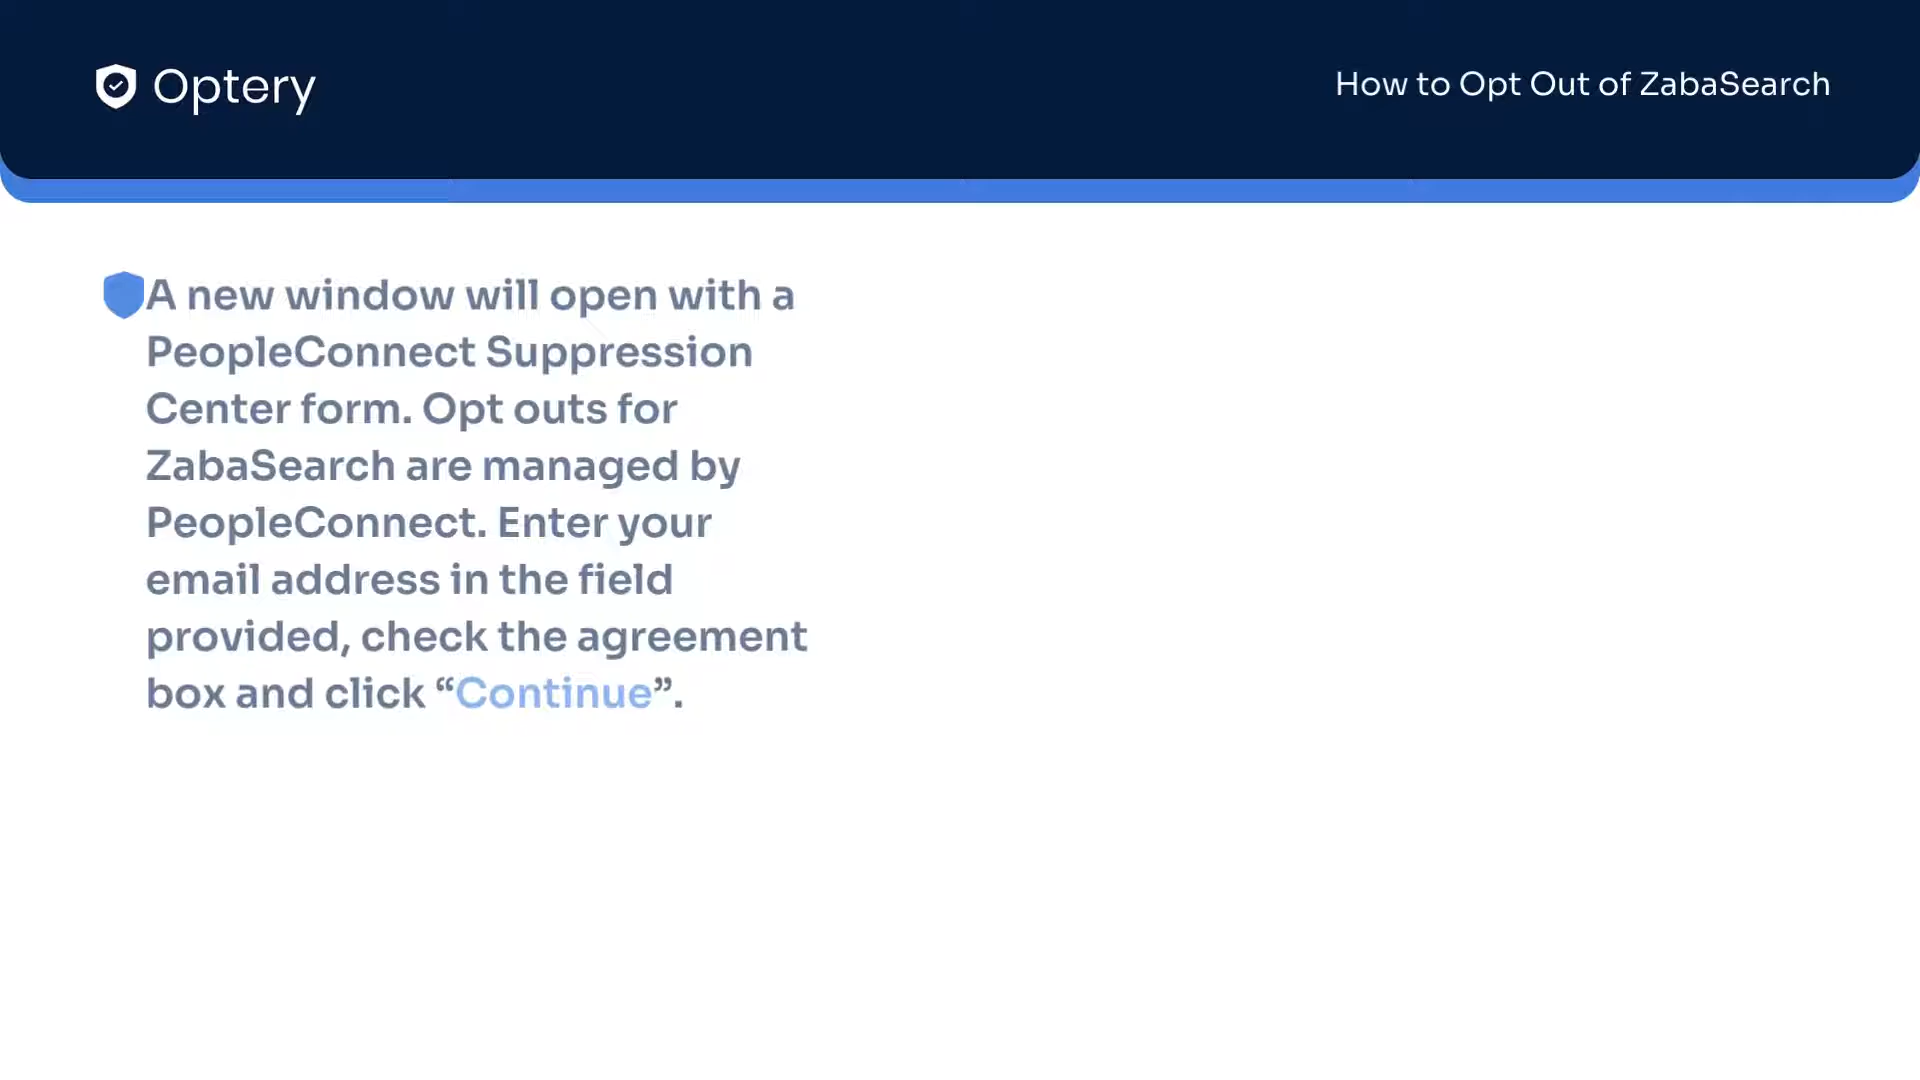 Optery
How to Opt Out of ZabaSearch
A new window will open with a
PeopleConnect Suppression
Center form. Opt outs for
ZabaSearch are managed by
PeopleConnect. Enter your
email address in the field
provided, check the agreement
box and click “Continue”.